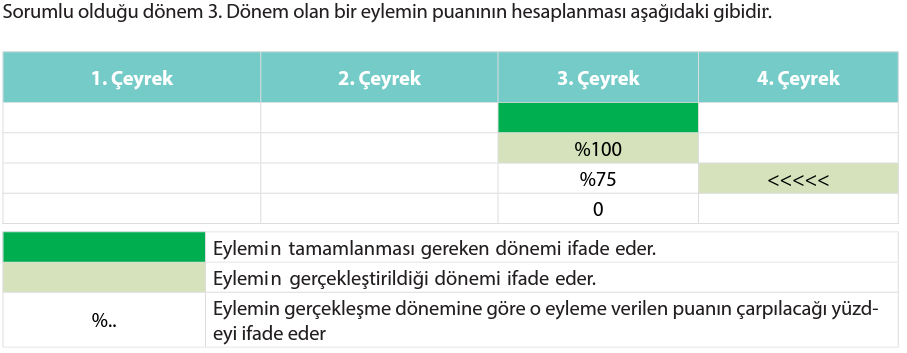 Sorumlu olduğu dönem 3. Dönem olan bir eylemin puanının hesaplanması aşağıdaki gibidir.
1. Çeyrek 2. Çeyrek 3. Çeyrek 4. Çeyrek
%100
%75 <<<<<
0
Eylemin tamamlanması gereken dönemi ifade eder.
Eylemin gerçekleştirildiği dönemi ifade eder.
%.. Eylemin gerçekleşme dönemine göre o eyleme verilen puanın çarpılacağı yüzd-
eyi ifade eder